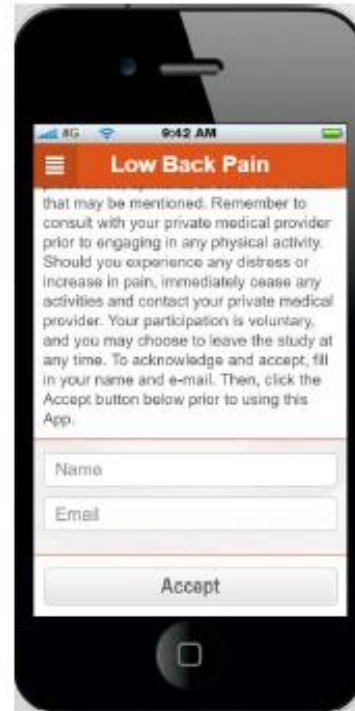 4G 9:42 AM
Low Back Pain
that may be mentioned. Remember to
consult with your private medical provider
prior to engaging in any physical activity.
Should you experience any distress or
increase in pain, immediately cease any
activities and contact your private medical
provider. Your participation is voluntary,
and you may choose to leave the study at
any time. To acknowledge and accept, fill
in your name and e-mail. Then, click the
Accept button below prior to using this
App.
Name
Email
Accept